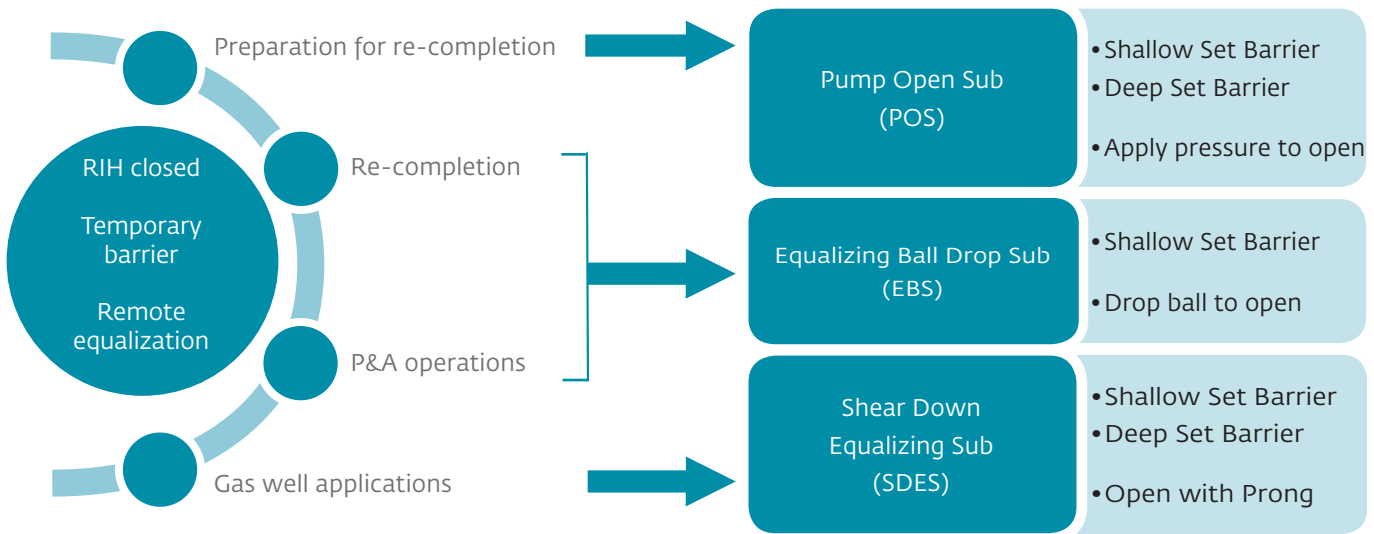 RIH closed
Temporary
barrier
Remote
equalization
Preparation for re-completion
Re-completion
P&A operations
Gas well applications
Pump Open Sub
(POS)
•Shallow Set Barrier
•Deep Set Barrier
•Apply pressure to open
Equalizing Ball Drop Sub
(EBS)
•Shallow Set Barrier
•Drop ball to open
Shear Down
Equalizing Sub
(SDES)
•Shallow Set Barrier
•Deep Set Barrier
•Open with Prong